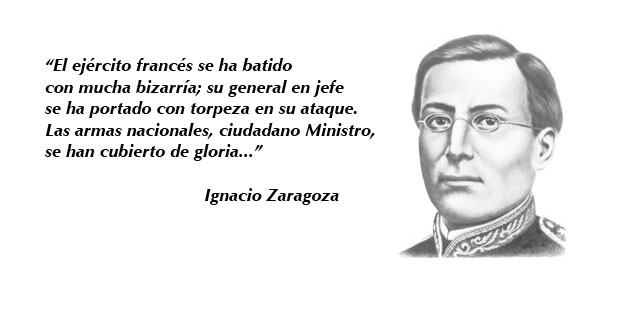 “El ejército francés se ha batido
con mucha bizarría; su general en jefe
se ha portado con torpeza en su ataque.
Las armas nacionales, ciudadano Ministro,
se han cubierto de gloria...”
Ignacio Zaragoza